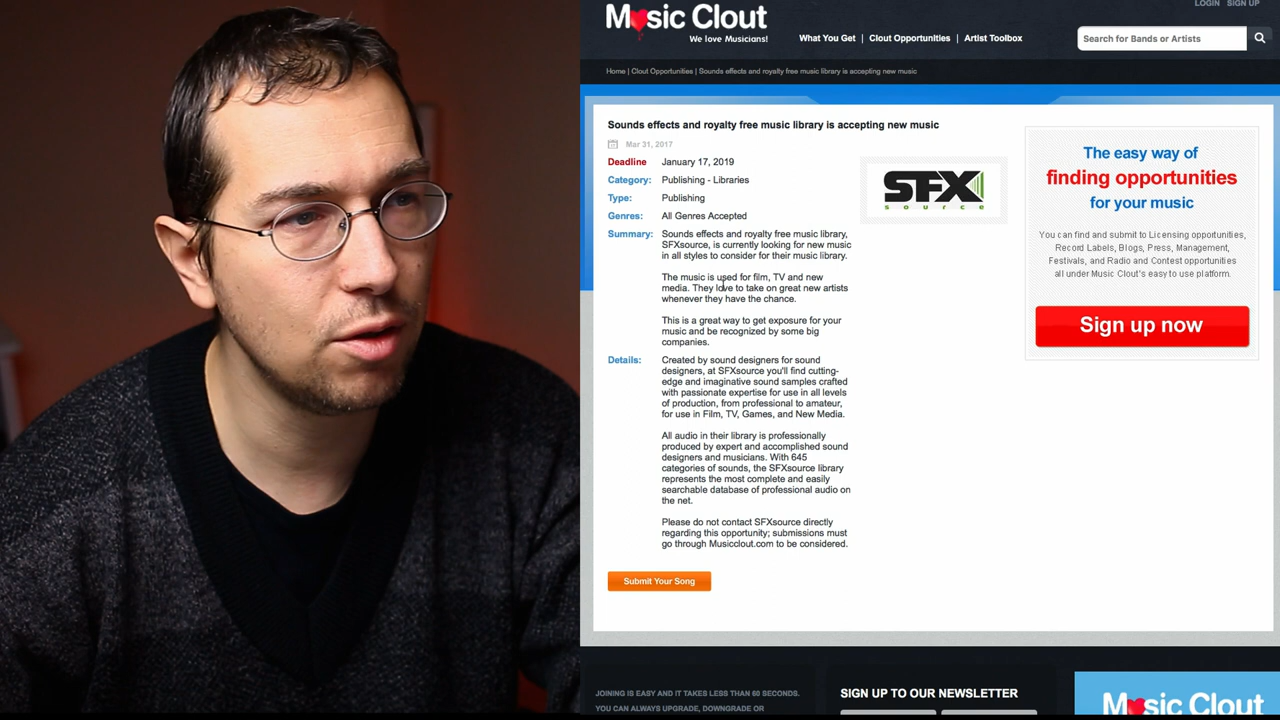 LOGIN SIGN UP
Music Clout
We love Musicians!
What You Get | Clout Opportunities | Artist Toolbox
Search for Bands or Artists
Home | Clout Opportunities | Sounds effects and royalty free music library is accepting new music
Sounds effects and royalty free music library is accepting new music
Mar 31, 2017
Deadline January 17, 2019
Category: Publishing - Libraries
Type: Publishing
Genres: All Genres Accepted
Summary: Sounds effects and royalty free music library,
SFXsource, is currently looking for new music
in all styles to consider for their music library.
The music is used for film, TV and new
media. They love to take on great new artists
whenever they have the chance.
This is a great way to get exposure for your
music and be recognized by some big
companies.
Details: Created by sound designers for sound
designers, at SFXsource you'll find cutting-
edge and imaginative sound samples crafted
with passionate expertise for use in all levels
of production, from professional to amateur,
for use in Film, TV, Games, and New Media.
All audio in their library is professionally
produced by expert and accomplished sound
designers and musicians. With 645
categories of sounds, the SFXsource library
represents the most complete and easily
searchable database of professional audio on
the net.
Please do not contact SFXsource directly
regarding this opportunity; submissions must
go through Musicclout.com to be considered.
Submit Your Song
SFX
source
The easy way of
finding opportunities
for your music
You can find and submit to Licensing opportunities,
Record Labels, Blogs, Press, Management,
Festivals, and Radio and Contest opportunities
all under Music Clout's easy to use platform.
Sign up now
JOINING IS EASY AND IT TAKES LESS THAN 60 SECONDS.
YOU CAN ALWAYS UPGRADE, DOWNGRADE OR
SIGN UP TO OUR NEWSLETTER
Music Clout